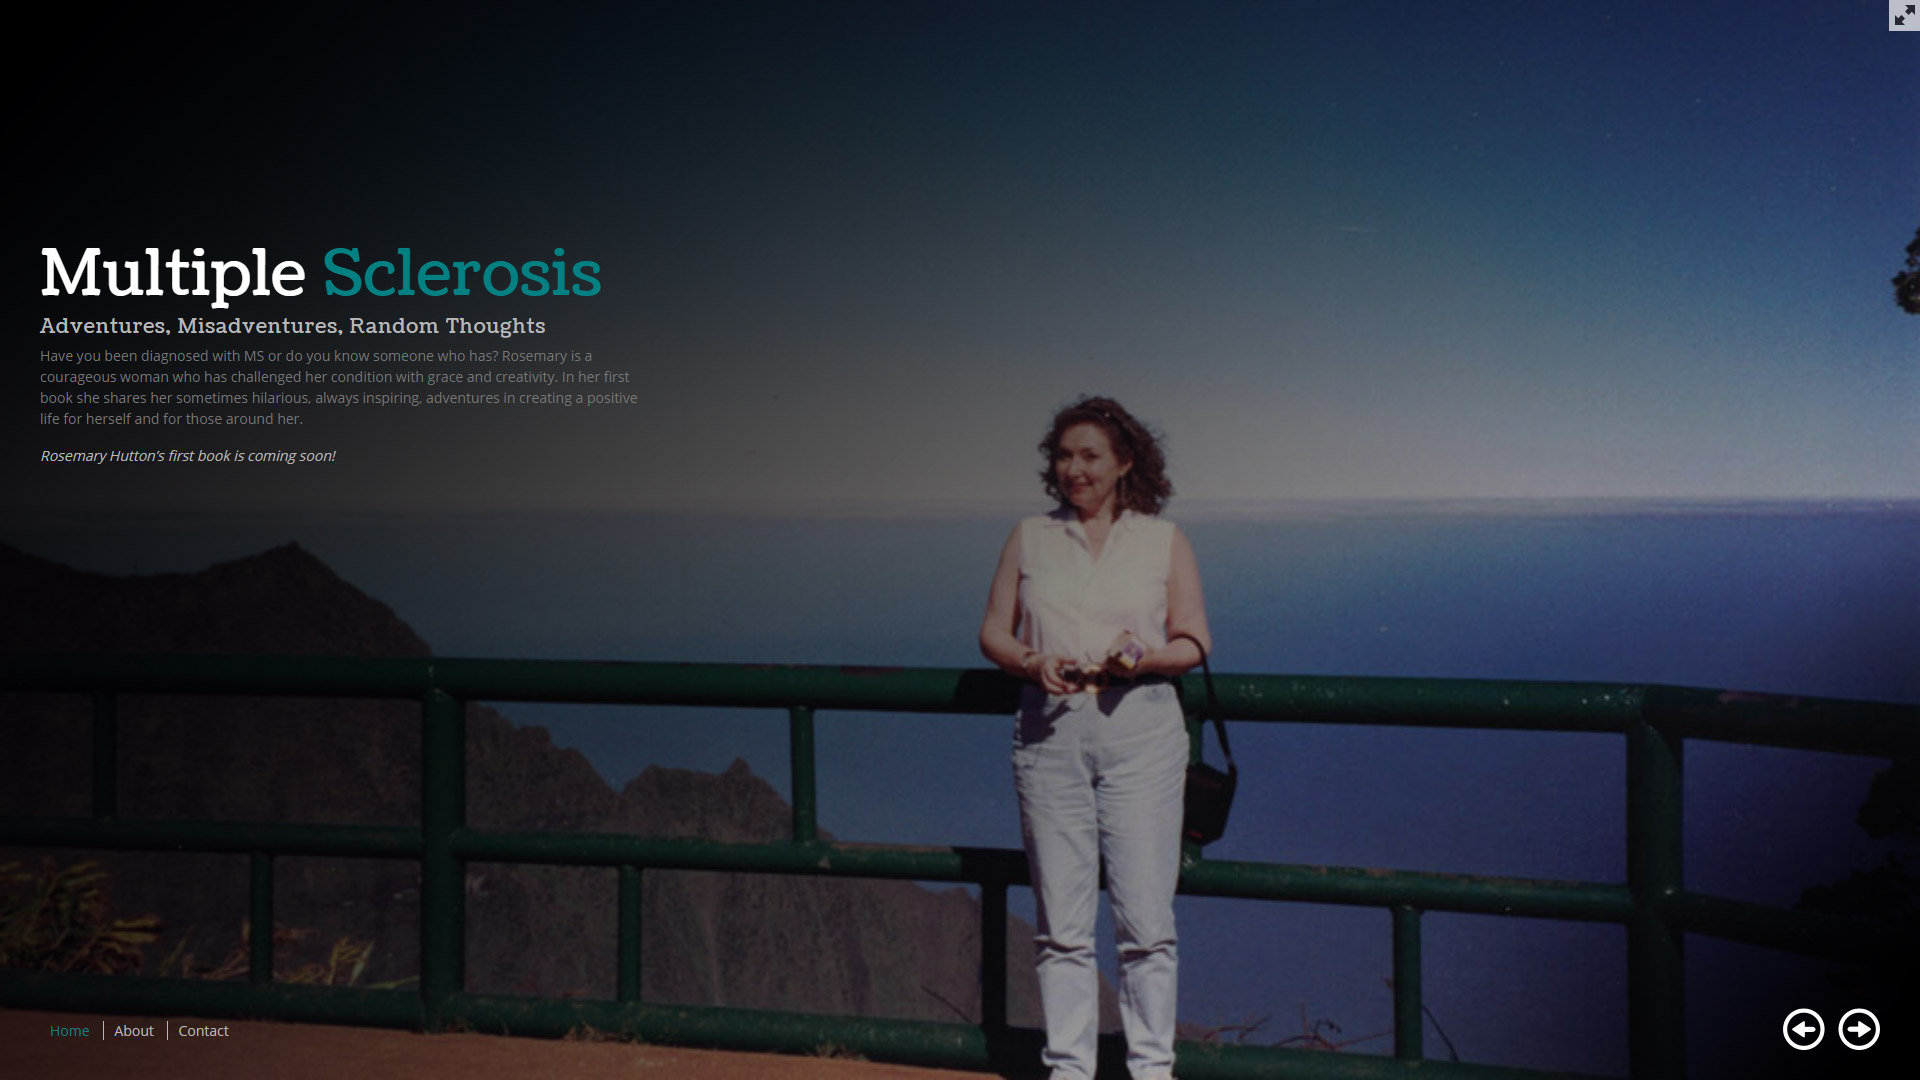 Multiple Sclerosis
Adventures, Misadventures, Random Thoughts
Have you been diagnosed with MS or do you know someone who has? Rosemary is a
courageous woman who has challenged her condition with grace and creativity. In her first
book she shares her sometimes hilarious, always inspiring, adventures in creating a positive
life for herself and for those around her.
Rosemary Hutton's first book is coming soon!
Home
About
Contact